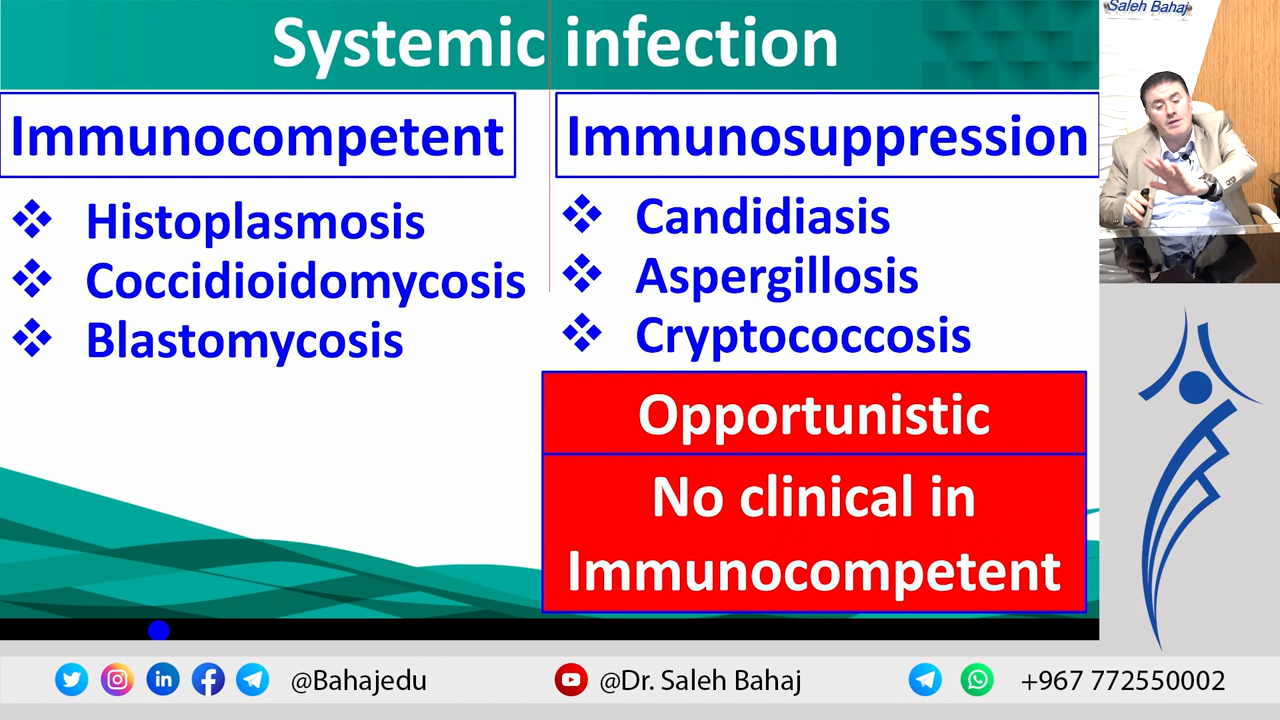 Systemic infection
Saleh Bahaj
Immunocompetent
❖ Histoplasmosis
❖ Coccidioidomycosis
❖ Blastomycosis
Immunosuppression
❖ Candidiasis
❖ Aspergillosis
❖ Cryptococcosis
Opportunistic
No clinical in
Immunocompetent
@Bahajedu
@Dr. Saleh Bahaj
+967 772550002